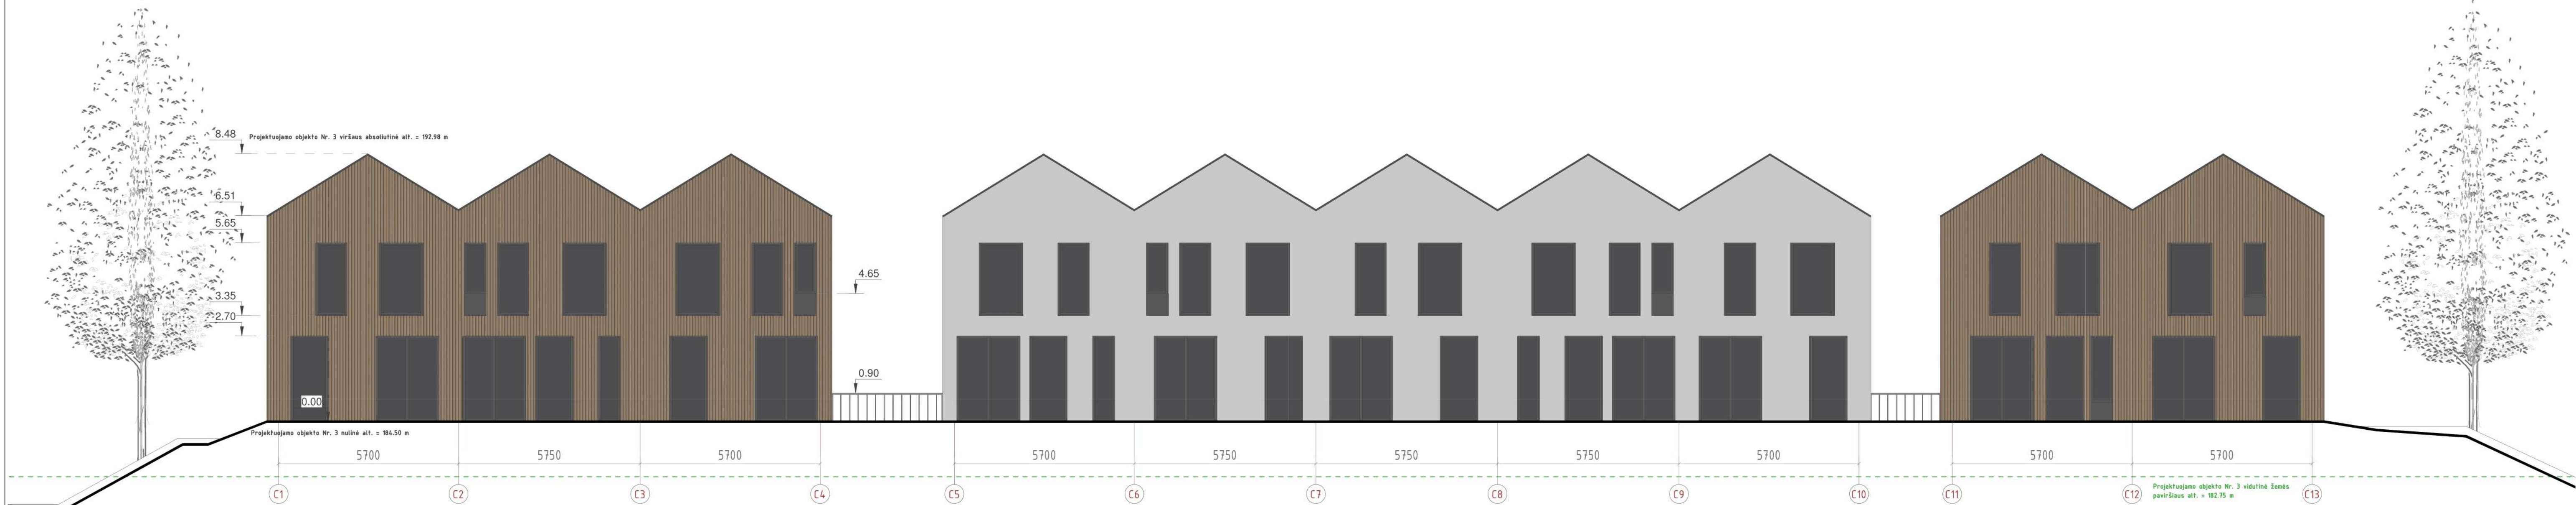 8.48
Projektuojamo objekto Nr. 3 viršaus absoliutinė alt. = 192.98 m
6.51
5.65
4.65
3.35
2.70
0.90
0.00
Projektuojamo objekto Nr. 3 nulinė alt. = 184.50 m
5700 5750 5700 5700 5750 5750 5750 5700 5700 5700
C1 C2 C3 C4 C5 C6 C7 C8 C9 C10 C11 C12 C13
Projektuojamo objekto Nr. 3 vidutinė žemės
paviršiaus alt. = 182.75 m